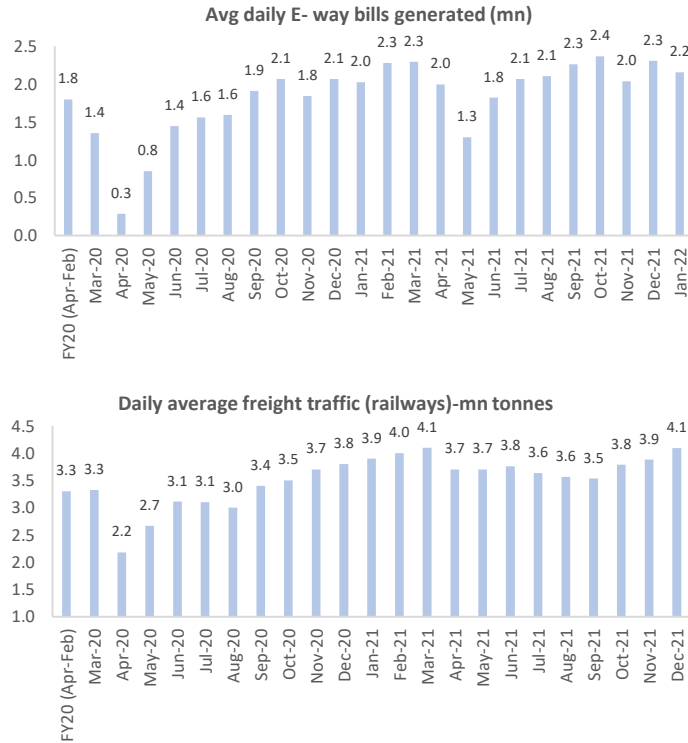 Avg daily E- way bills generated (mn)
2.5
2.0
1.5
1.0
0.5
0.0
1.8
1.4
0.3
0.8
1.4
1.6
1.6
1.9
2.1
1.8
2.1
2.0
2.3
2.3
2.0
1.3
1.8
2.1
2.1
2.3
2.4
2.0
2.3
2.2
FY20 (Apr-Feb)
Mar-20
Apr-20
May-20
Jun-20
Jul-20
Aug-20
Sep-20
Oct-20
Nov-20
Dec-20
Jan-21
Feb-21
Mar-21
Apr-21
May-21
Jun-21
Jul-21
Aug-21
Sep-21
Oct-21
Nov-21
Dec-21
Jan-22
Daily average freight traffic (railways)-mn tonnes
4.5
4.0
3.5
3.0
2.5
2.0
1.5
1.0
3.3
3.3
2.2
2.7
3.1
3.1
3.0
3.4
3.5
3.7
3.8
3.9
4.0
4.1
3.7
3.7
3.8
3.6
3.6
3.5
3.8
3.9
4.1
FY20 (Apr-Feb)
Mar-20
Apr-20
May-20
Jun-20
Jul-20
Aug-20
Sep-20
Oct-20
Nov-20
Dec-20
Jan-21
Feb-21
Mar-21
Apr-21
May-21
Jun-21
Jul-21
Aug-21
Sep-21
Oct-21
Nov-21
Dec-21